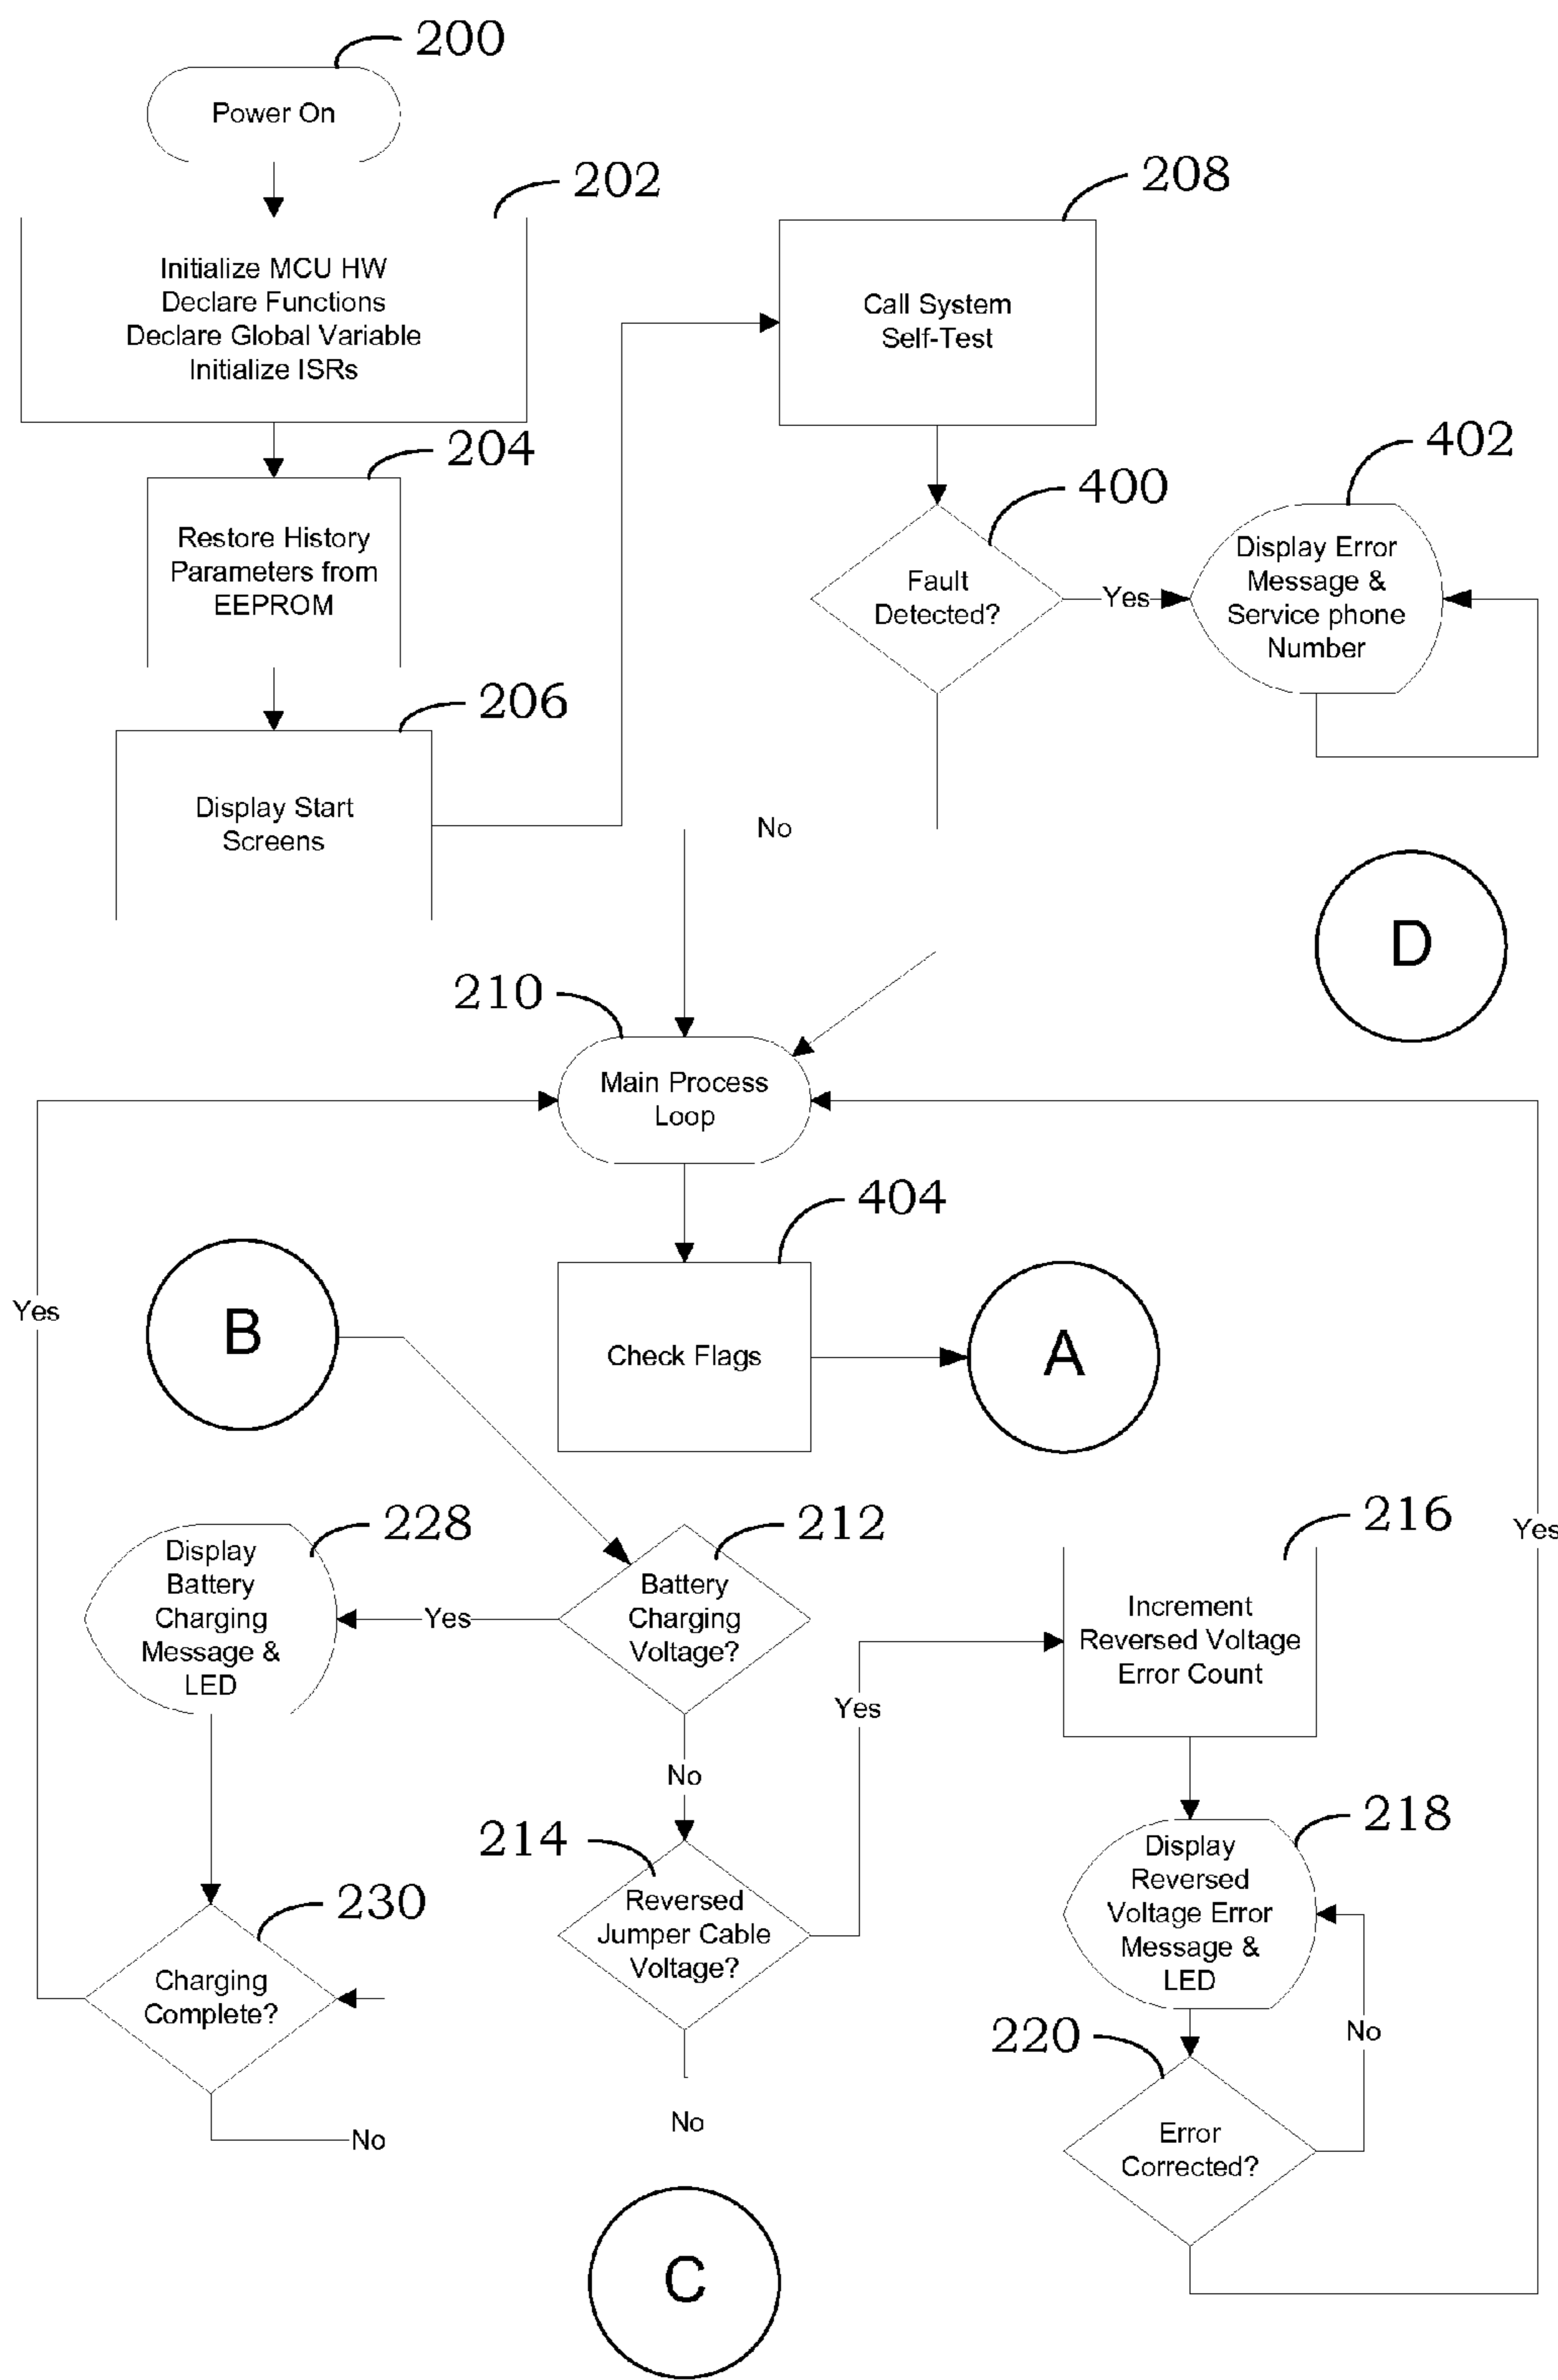 200
Power On
202
Initialize MCU HW
Declare Functions
Declare Global Variable
Initialize ISRs
204
Restore History
Parameters from
EEPROM
206
Display Start
Screens
208
Call System
Self-Test
400
Fault
Detected?
Yes
402
Display Error
Message &
Service phone
Number
No
D
210
Main Process
Loop
404
Check Flags
A
Yes
B
212
Battery
Charging
Voltage?
Yes
228
Display
Battery
Charging
Message &
LED
230
Charging
Complete?
No
No
214
Reversed
Jumper Cable
Voltage?
Yes
No
C
216
Increment
Reversed Voltage
Error Count
218
Display
Reversed
Voltage Error
Message &
LED
220
Error
Corrected?
No
Yes